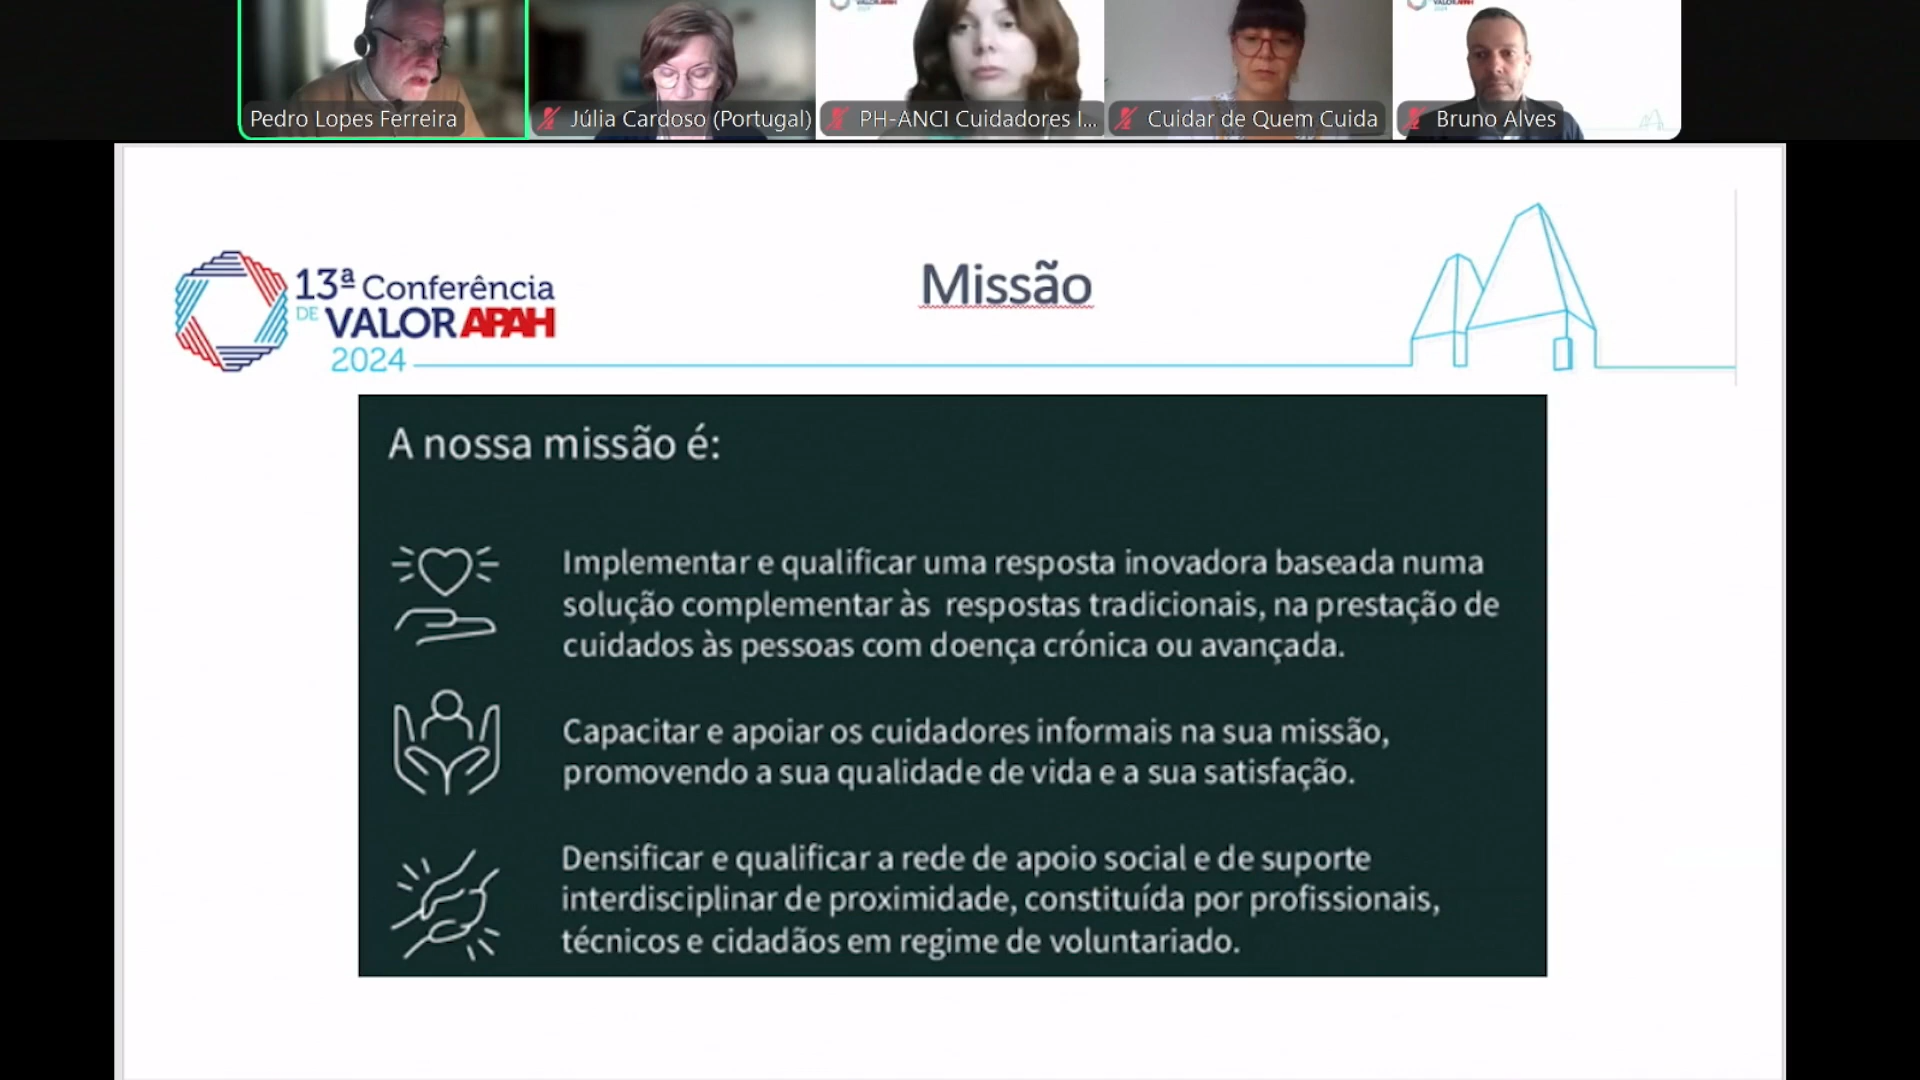 Pedro Lopes Ferreira
Júlia Cardoso (Portugal)
PH-ANCI Cuidadores I...
Cuidar de Quem Cuida
Bruno Alves
13ª Conferência
DE VALOR APAH
2024
Missão
A nossa missão é:
Implementar e qualificar uma resposta inovadora baseada numa
solução complementar às respostas tradicionais, na prestação de
cuidados às pessoas com doença crónica ou avançada.
Capacitar e apoiar os cuidadores informais na sua missão,
promovendo a sua qualidade de vida e a sua satisfação.
Densificar e qualificar a rede de apoio social e de suporte
interdisciplinar de proximidade, constituída por profissionais,
técnicos e cidadãos em regime de voluntariado.